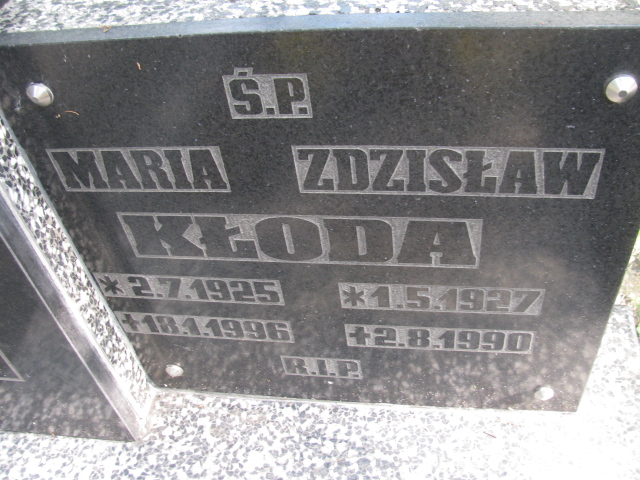 Ś.P.
MARIA ZDZISŁAW
KŁODA
*2.7.1925 *1.5.1927
†18.1.1996 †2.8.1990
R.I.P.